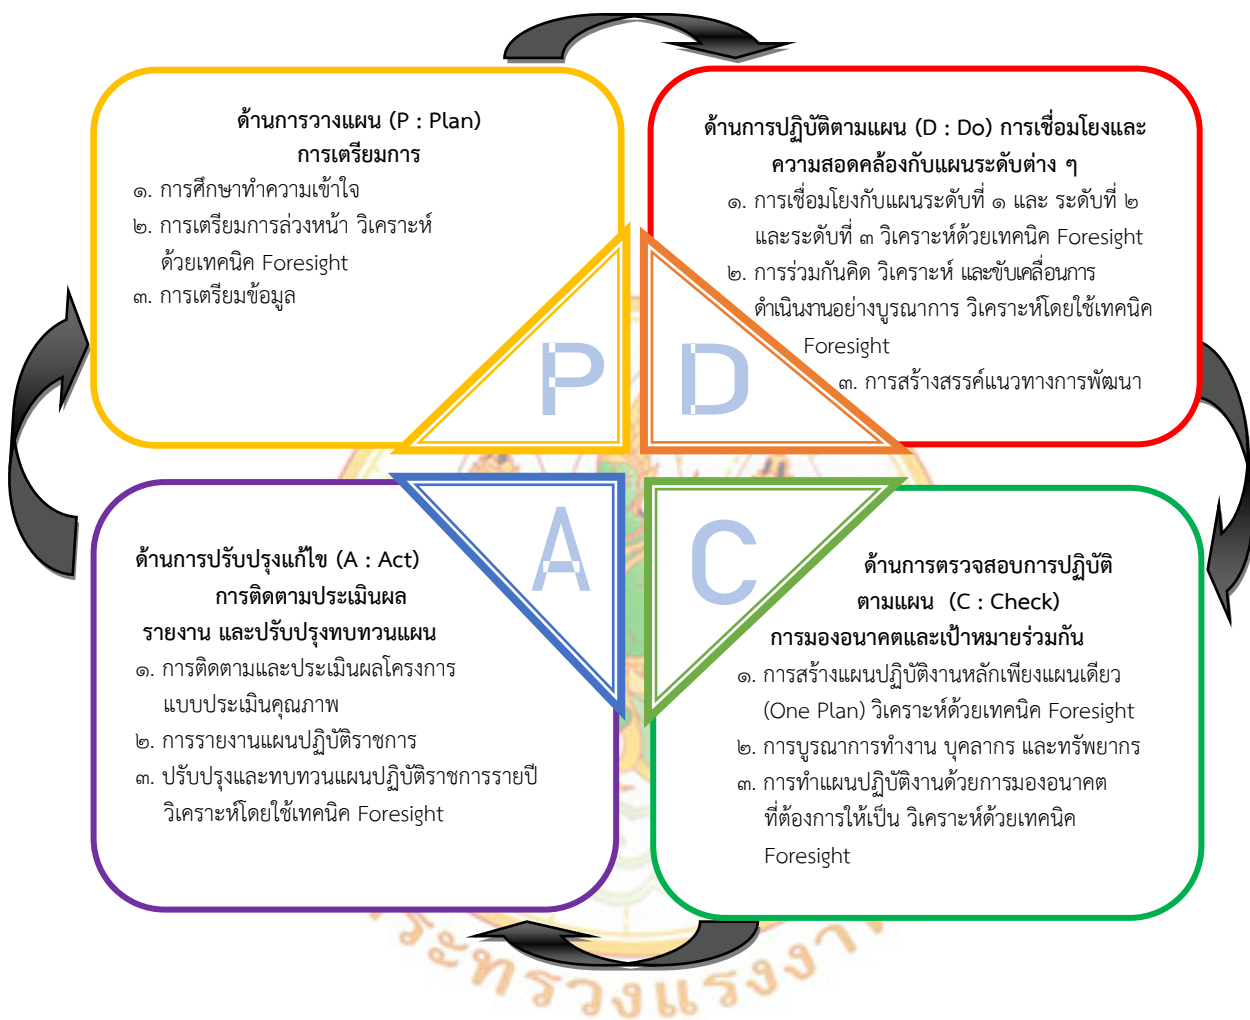 ด้านการวางแผน (P : Plan)
การเตรียมการ
๑. การศึกษาทำความเข้าใจ
๒. การเตรียมการล่วงหน้า วิเคราะห์
ด้วยเทคนิค Foresight
๓. การเตรียมข้อมูล
P
ด้านการปฏิบัติตามแผน (D : Do) การเชื่อมโยงและ
ความสอดคล้องกับแผนระดับต่าง ๆ
๑. การเชื่อมโยงกับแผนระดับที่ ๑ และ ระดับที่ ๒
และระดับที่ ๓ วิเคราะห์ด้วยเทคนิค Foresight
๒. การร่วมกันคิด วิเคราะห์ และขับเคลื่อนการ
ดำเนินงานอย่างบูรณาการ วิเคราะห์โดยใช้เทคนิค
Foresight
๓. การสร้างสรรค์แนวทางการพัฒนา
D
ด้านการปรับปรุงแก้ไข (A : Act)
การติดตามประเมินผล
รายงาน และปรับปรุงทบทวนแผน
๑. การติดตามและประเมินผลโครงการ
แบบประเมินคุณภาพ
๒. การรายงานแผนปฏิบัติราชการ
๓. ปรับปรุงและทบทวนแผนปฏิบัติราชการรายปี
วิเคราะห์โดยใช้เทคนิค Foresight
A
ด้านการตรวจสอบการปฏิบัติ
ตามแผน (C : Check)
การมองอนาคตและเป้าหมายร่วมกัน
๑. การสร้างแผนปฏิบัติงานหลักเพียงแผนเดียว
(One Plan) วิเคราะห์ด้วยเทคนิค Foresight
๒. การบูรณาการทำงาน บุคลากร และทรัพยากร
๓. การทำแผนปฏิบัติงานด้วยการมองอนาคต
ที่ต้องการให้เป็น วิเคราะห์ด้วยเทคนิค
Foresight
C
กระทรวงแรงงาน